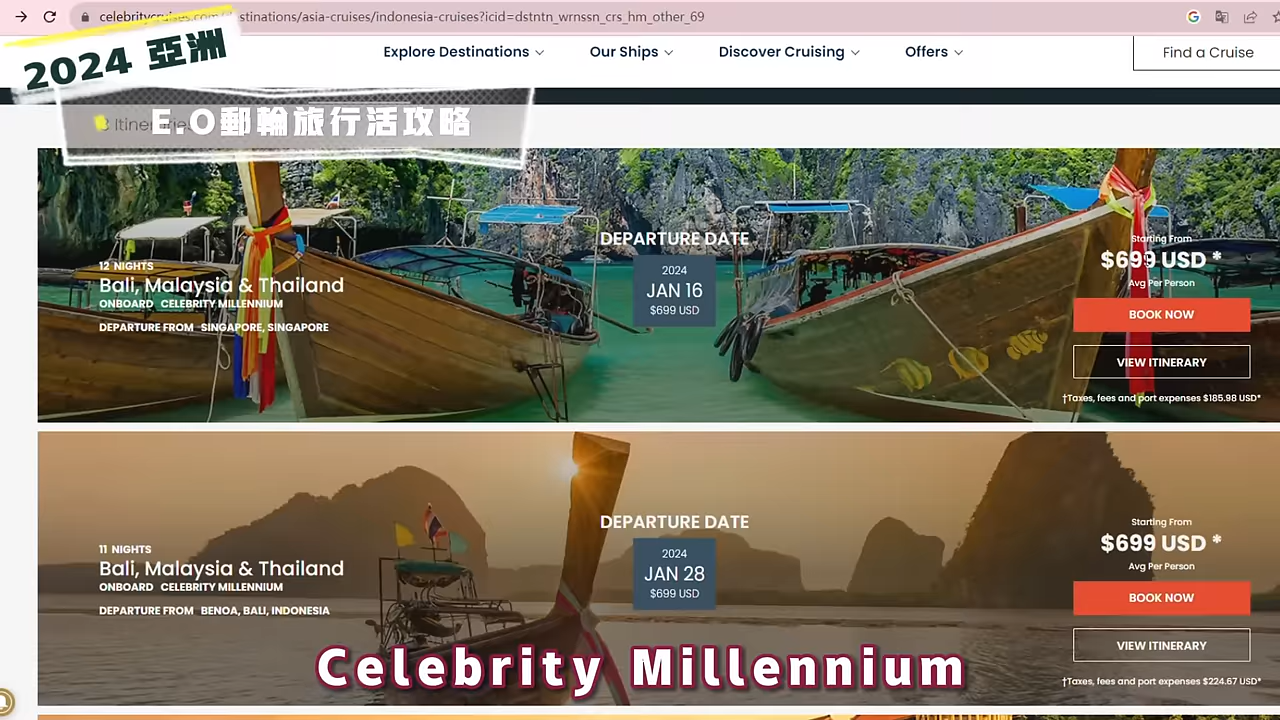 celebritycruises.com/destinations/asia-cruises/indonesia-cruises?icid=dstntn_wrnssn_crs_hm_other_69
2024 亞洲
Explore Destinations
Our Ships
Discover Cruising
Offers
Find a Cruise
E.O郵輪旅行活攻略
3 Itineraries
12 NIGHTS
Bali, Malaysia & Thailand
ONBOARD CELEBRITY MILLENNIUM
DEPARTURE FROM SINGAPORE, SINGAPORE
DEPARTURE DATE
2024
JAN 16
$699 USD
Starting From
$699 USD *
Avg Per Person
BOOK NOW
VIEW ITINERARY
†Taxes, fees and port expenses $185.98 USD*
11 NIGHTS
Bali, Malaysia & Thailand
ONBOARD CELEBRITY MILLENNIUM
DEPARTURE FROM BENOA, BALI, INDONESIA
DEPARTURE DATE
2024
JAN 28
$699 USD
Starting From
$699 USD *
Avg Per Person
BOOK NOW
VIEW ITINERARY
†Taxes, fees and port expenses $224.67 USD*
Celebrity Millennium